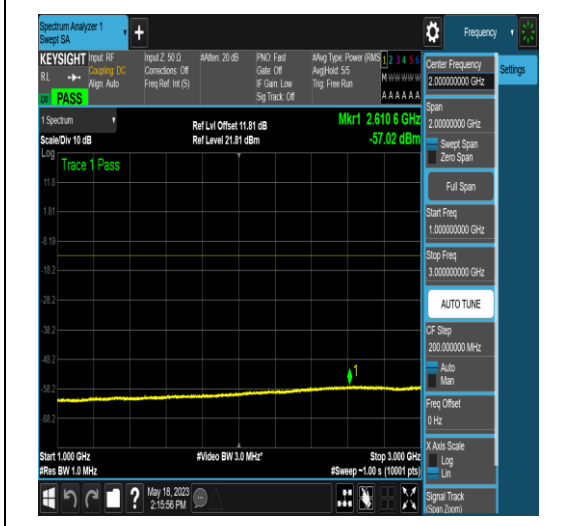 Spectrum Analyzer 1
Swept SA
+
Frequency
KEYSIGHT
RL
PASS
Input: RF
Coupling: DC
Align: Auto
Input Z: 50 Ω
Corrections: Off
Freq Ref: Int (S)
#Atten: 20 dB
PNO: Fast
Gate: Off
IF Gain: Low
Sig Track: Off
#Avg Type: Power (RMS
Avg|Hold: 5/5
Trig: Free Run
1 2 3 4 5 6
M W W W W W
A A A A A A
1 Spectrum
Scale/Div 10 dB
Ref Lvl Offset 11.81 dB
Ref Level 21.81 dBm
Mkr1 2.610 6 GHz
-57.02 dBm
Log
Trace 1 Pass
11.8
1.81
-8.19
-18.2
-28.2
-38.2
-48.2
-58.2
-68.2
1
Start 1.000 GHz
#Res BW 1.0 MHz
#Video BW 3.0 MHz*
Stop 3.000 GHz
#Sweep ~1.00 s (10001 pts)
May 18, 2023
2:15:56 PM
Center Frequency
2.000000000 GHz
Settings
Span
2.00000000 GHz
Swept Span
Zero Span
Full Span
Start Freq
1.000000000 GHz
Stop Freq
3.000000000 GHz
AUTO TUNE
CF Step
200.000000 MHz
Auto
Man
Freq Offset
0 Hz
X Axis Scale
Log
Lin
Signal Track
(Span Zoom)